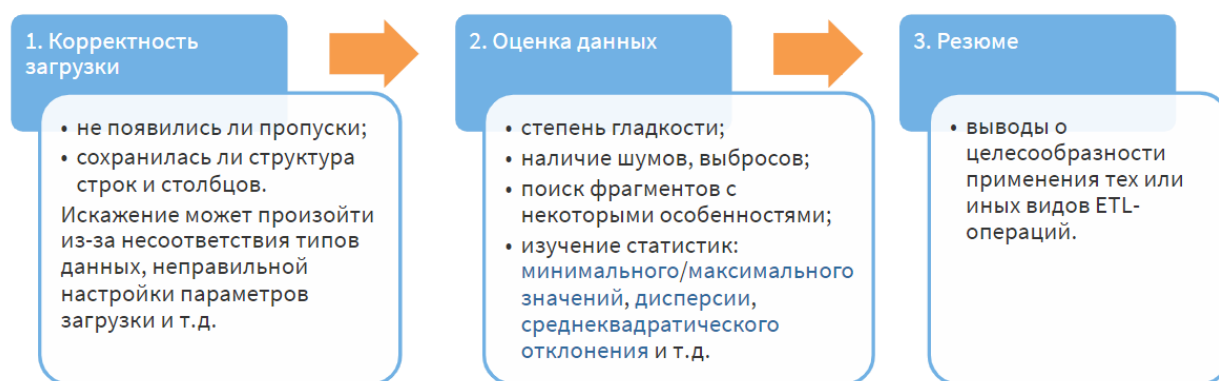 1. Корректность
загрузки
• не появились ли пропуски;
• сохранилась ли структура
строк и столбцов.
Искажение может произойти
из-за несоответствия типов
данных, неправильной
настройки параметров
загрузки и т.д.
2. Оценка данных
• степень гладкости;
• наличие шумов, выбросов;
• поиск фрагментов с
некоторыми особенностями;
• изучение статистик:
минимального/максимального
значений, дисперсии,
среднеквадратического
отклонения и т.д.
3. Резюме
• выводы о
целесообразности
применения тех или
иных видов ETL-
операций.